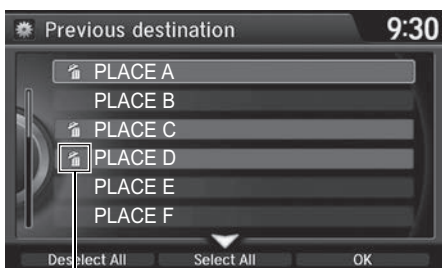 Previous destination 9:30
PLACE A
PLACE B
PLACE C
PLACE D
PLACE E
PLACE F
Deselect All Select All OK